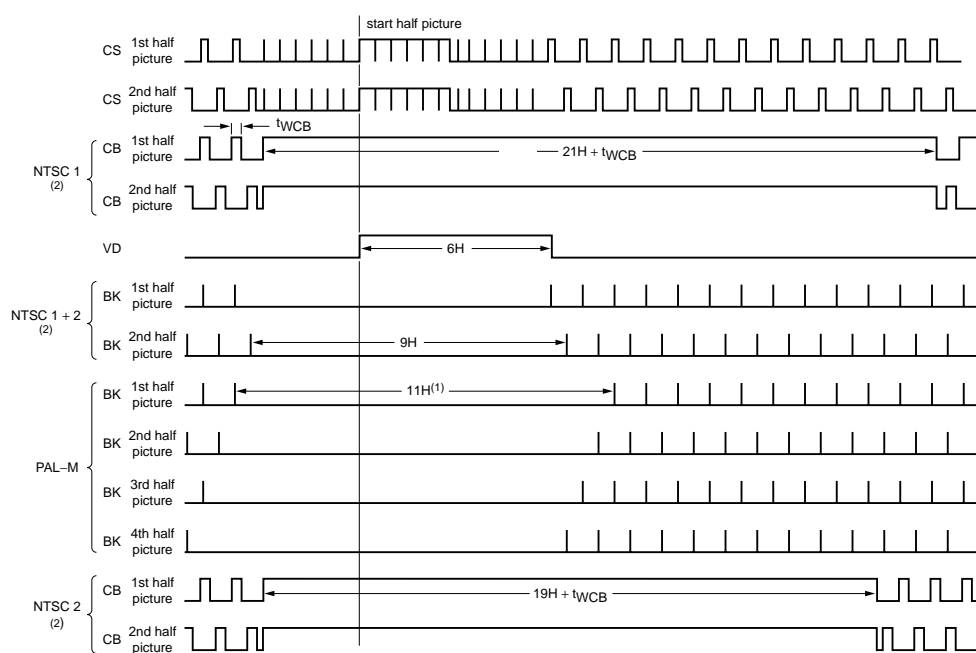 start half picture
CS 1st half picture
CS 2nd half picture
tWCB
NTSC 1
(2)
CB 1st half picture
21H + tWCB
CB 2nd half picture
VD
6H
NTSC 1 + 2
(2)
BK 1st half picture
BK 2nd half picture
9H
PAL–M
BK 1st half picture
11H(1)
BK 2nd half picture
BK 3rd half picture
BK 4th half picture
NTSC 2
(2)
CB 1st half picture
19H + tWCB
CB 2nd half picture